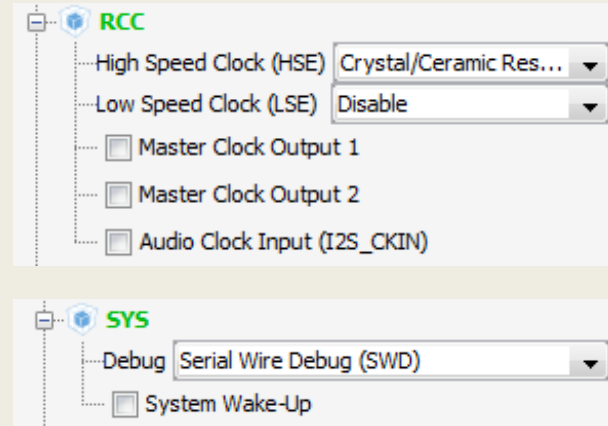 RCC
High Speed Clock (HSE) Crystal/Ceramic Res...
Low Speed Clock (LSE) Disable
Master Clock Output 1
Master Clock Output 2
Audio Clock Input (I2S_CKIN)
SYS
Debug Serial Wire Debug (SWD)
System Wake-Up